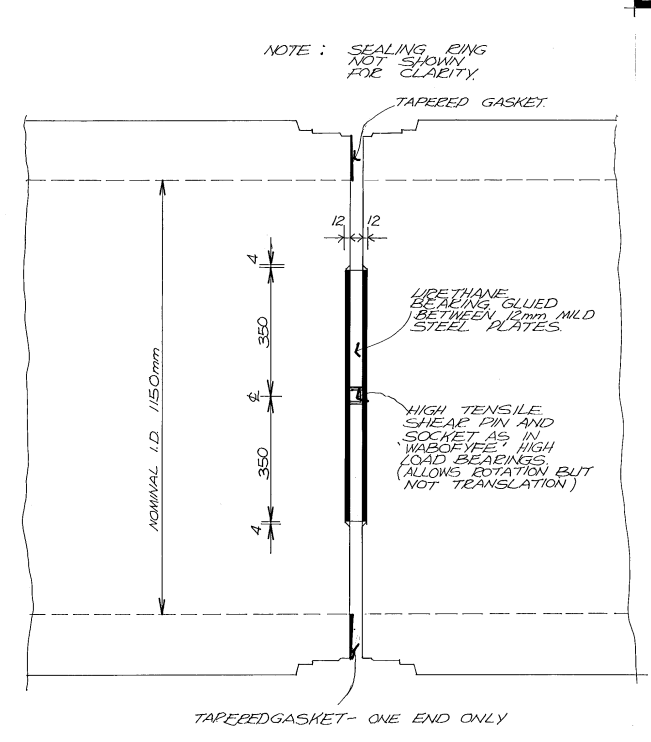 NOTE : SEALING RING
NOT SHOWN
FOR CLARITY.
TAPERED GASKET.
12 12
4
350
URETHANE
BEARING GLUED
BETWEEN 12mm MILD
STEEL PLATES.
℄
NOMINAL I.D. 1150mm
HIGH TENSILE
SHEAR PIN AND
SOCKET AS IN
'WABOFYFE' HIGH
LOAD BEARINGS.
(ALLOWS ROTATION BUT
NOT TRANSLATION)
350
4
TAPERED GASKET - ONE END ONLY